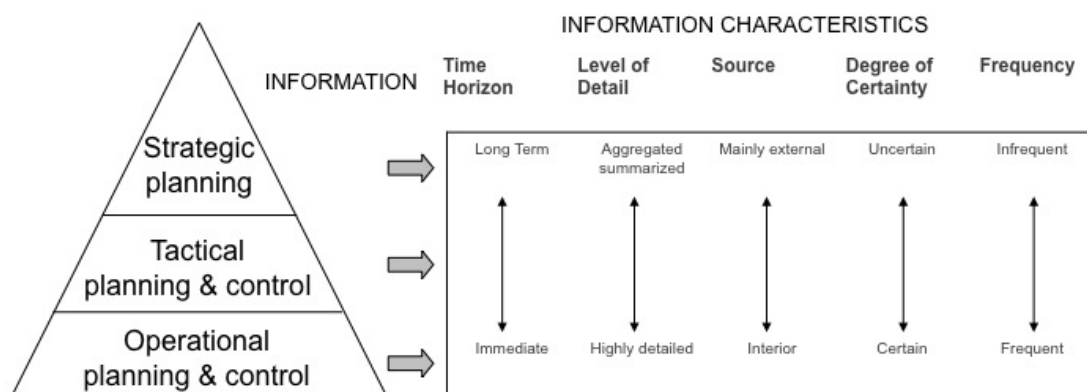 INFORMATION CHARACTERISTICS
INFORMATION
Time
Horizon
Level of
Detail
Source
Degree of
Certainty
Frequency
Strategic
planning
Long Term
Aggregated
summarized
Mainly external
Uncertain
Infrequent
Tactical
planning & control
Operational
planning & control
Immediate
Highly detailed
Interior
Certain
Frequent